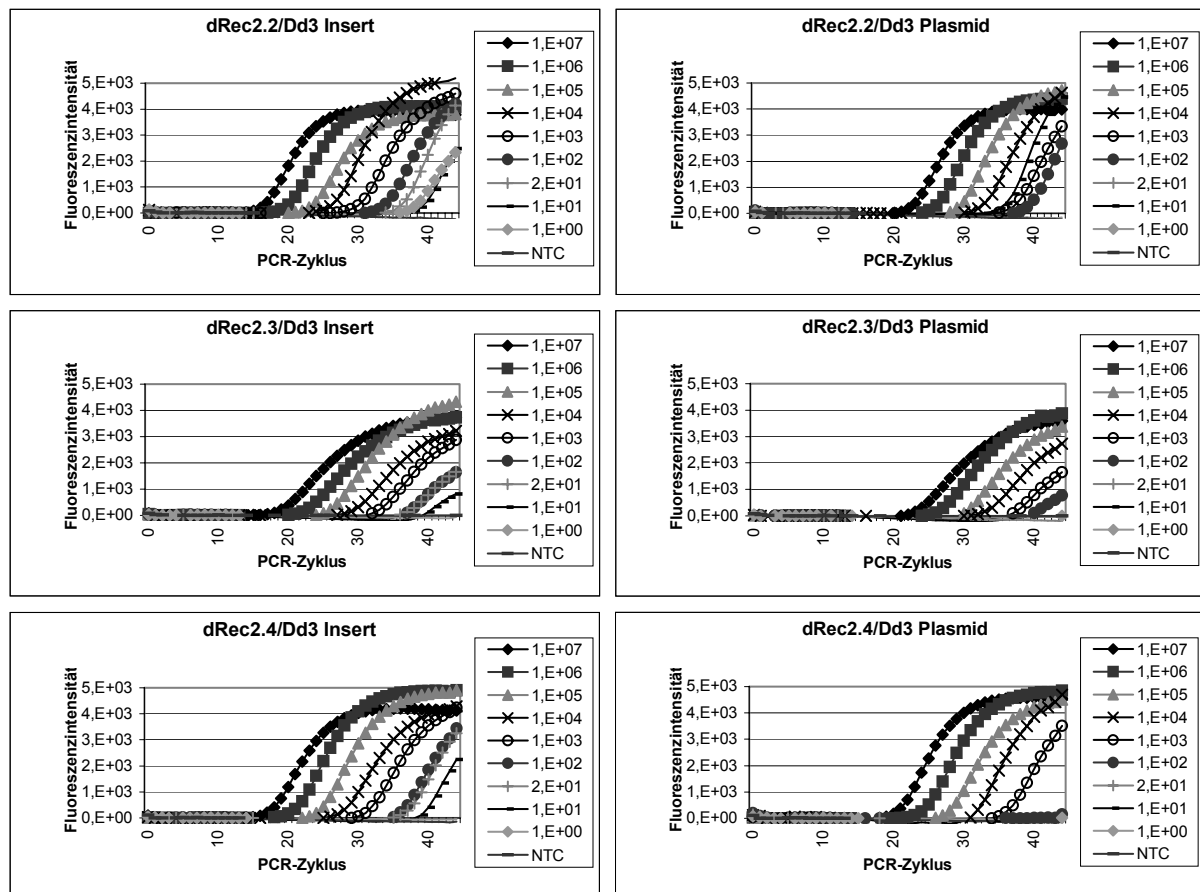 dRec2.2/Dd3 Insert
Fluoreszenzintensität
5,E+03
4,E+03
3,E+03
2,E+03
1,E+03
0,E+00
0
10
20
30
40
PCR-Zyklus
1,E+07
1,E+06
1,E+05
1,E+04
1,E+03
1,E+02
2,E+01
1,E+01
1,E+00
NTC
dRec2.2/Dd3 Plasmid
Fluoreszenzintensität
5,E+03
4,E+03
3,E+03
2,E+03
1,E+03
0,E+00
0
10
20
30
40
PCR-Zyklus
1,E+07
1,E+06
1,E+05
1,E+04
1,E+03
1,E+02
2,E+01
1,E+01
1,E+00
NTC
dRec2.3/Dd3 Insert
Fluoreszenzintensität
5,E+03
4,E+03
3,E+03
2,E+03
1,E+03
0,E+00
0
10
20
30
40
PCR-Zyklus
1,E+07
1,E+06
1,E+05
1,E+04
1,E+03
1,E+02
2,E+01
1,E+01
1,E+00
NTC
dRec2.3/Dd3 Plasmid
Fluoreszenzintensität
5,E+03
4,E+03
3,E+03
2,E+03
1,E+03
0,E+00
0
10
20
30
40
PCR-Zyklus
1,E+07
1,E+06
1,E+05
1,E+04
1,E+03
1,E+02
2,E+01
1,E+01
1,E+00
NTC
dRec2.4/Dd3 Insert
Fluoreszenzintensität
5,E+03
4,E+03
3,E+03
2,E+03
1,E+03
0,E+00
0
10
20
30
40
PCR-Zyklus
1,E+07
1,E+06
1,E+05
1,E+04
1,E+03
1,E+02
2,E+01
1,E+01
1,E+00
NTC
dRec2.4/Dd3 Plasmid
Fluoreszenzintensität
5,E+03
4,E+03
3,E+03
2,E+03
1,E+03
0,E+00
0
10
20
30
40
PCR-Zyklus
1,E+07
1,E+06
1,E+05
1,E+04
1,E+03
1,E+02
2,E+01
1,E+01
1,E+00
NTC